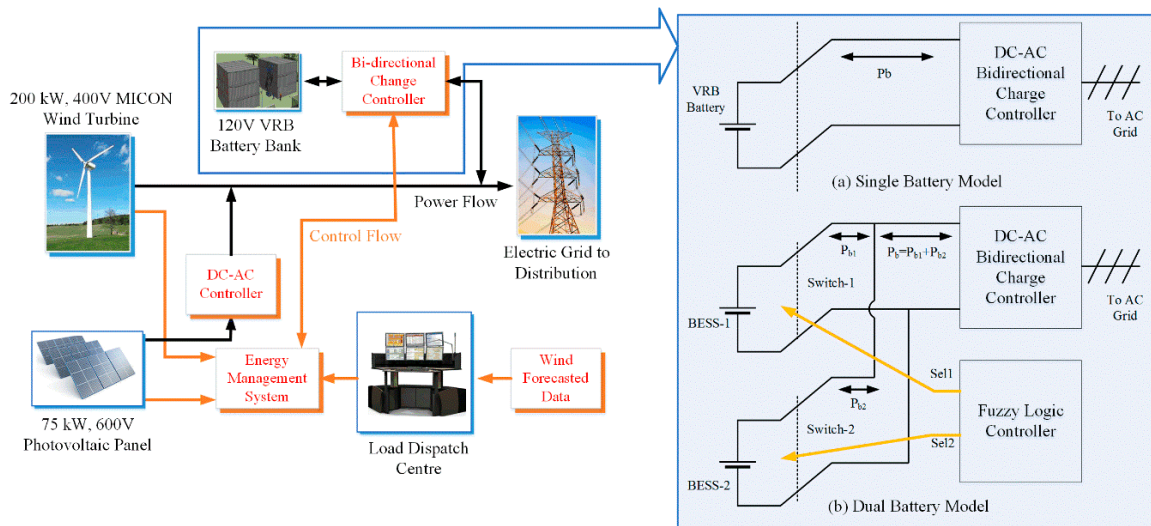 200 kW, 400V MICON
Wind Turbine
120V VRB
Battery Bank
Bi-directional
Change
Controller
Power Flow
Control Flow
Electric Grid to
Distribution
DC-AC
Controller
75 kW, 600V
Photovoltaic Panel
Energy
Management
System
Load Dispatch
Centre
Wind
Forecasted
Data
VRB
Battery
Pb
DC-AC
Bidirectional
Charge
Controller
To AC
Grid
(a) Single Battery Model
BESS-1
Pb1
Pb=Pb1+Pb2
Switch-1
DC-AC
Bidirectional
Charge
Controller
To AC
Grid
Sel1
Pb2
BESS-2
Switch-2
Sel2
Fuzzy Logic
Controller
(b) Dual Battery Model